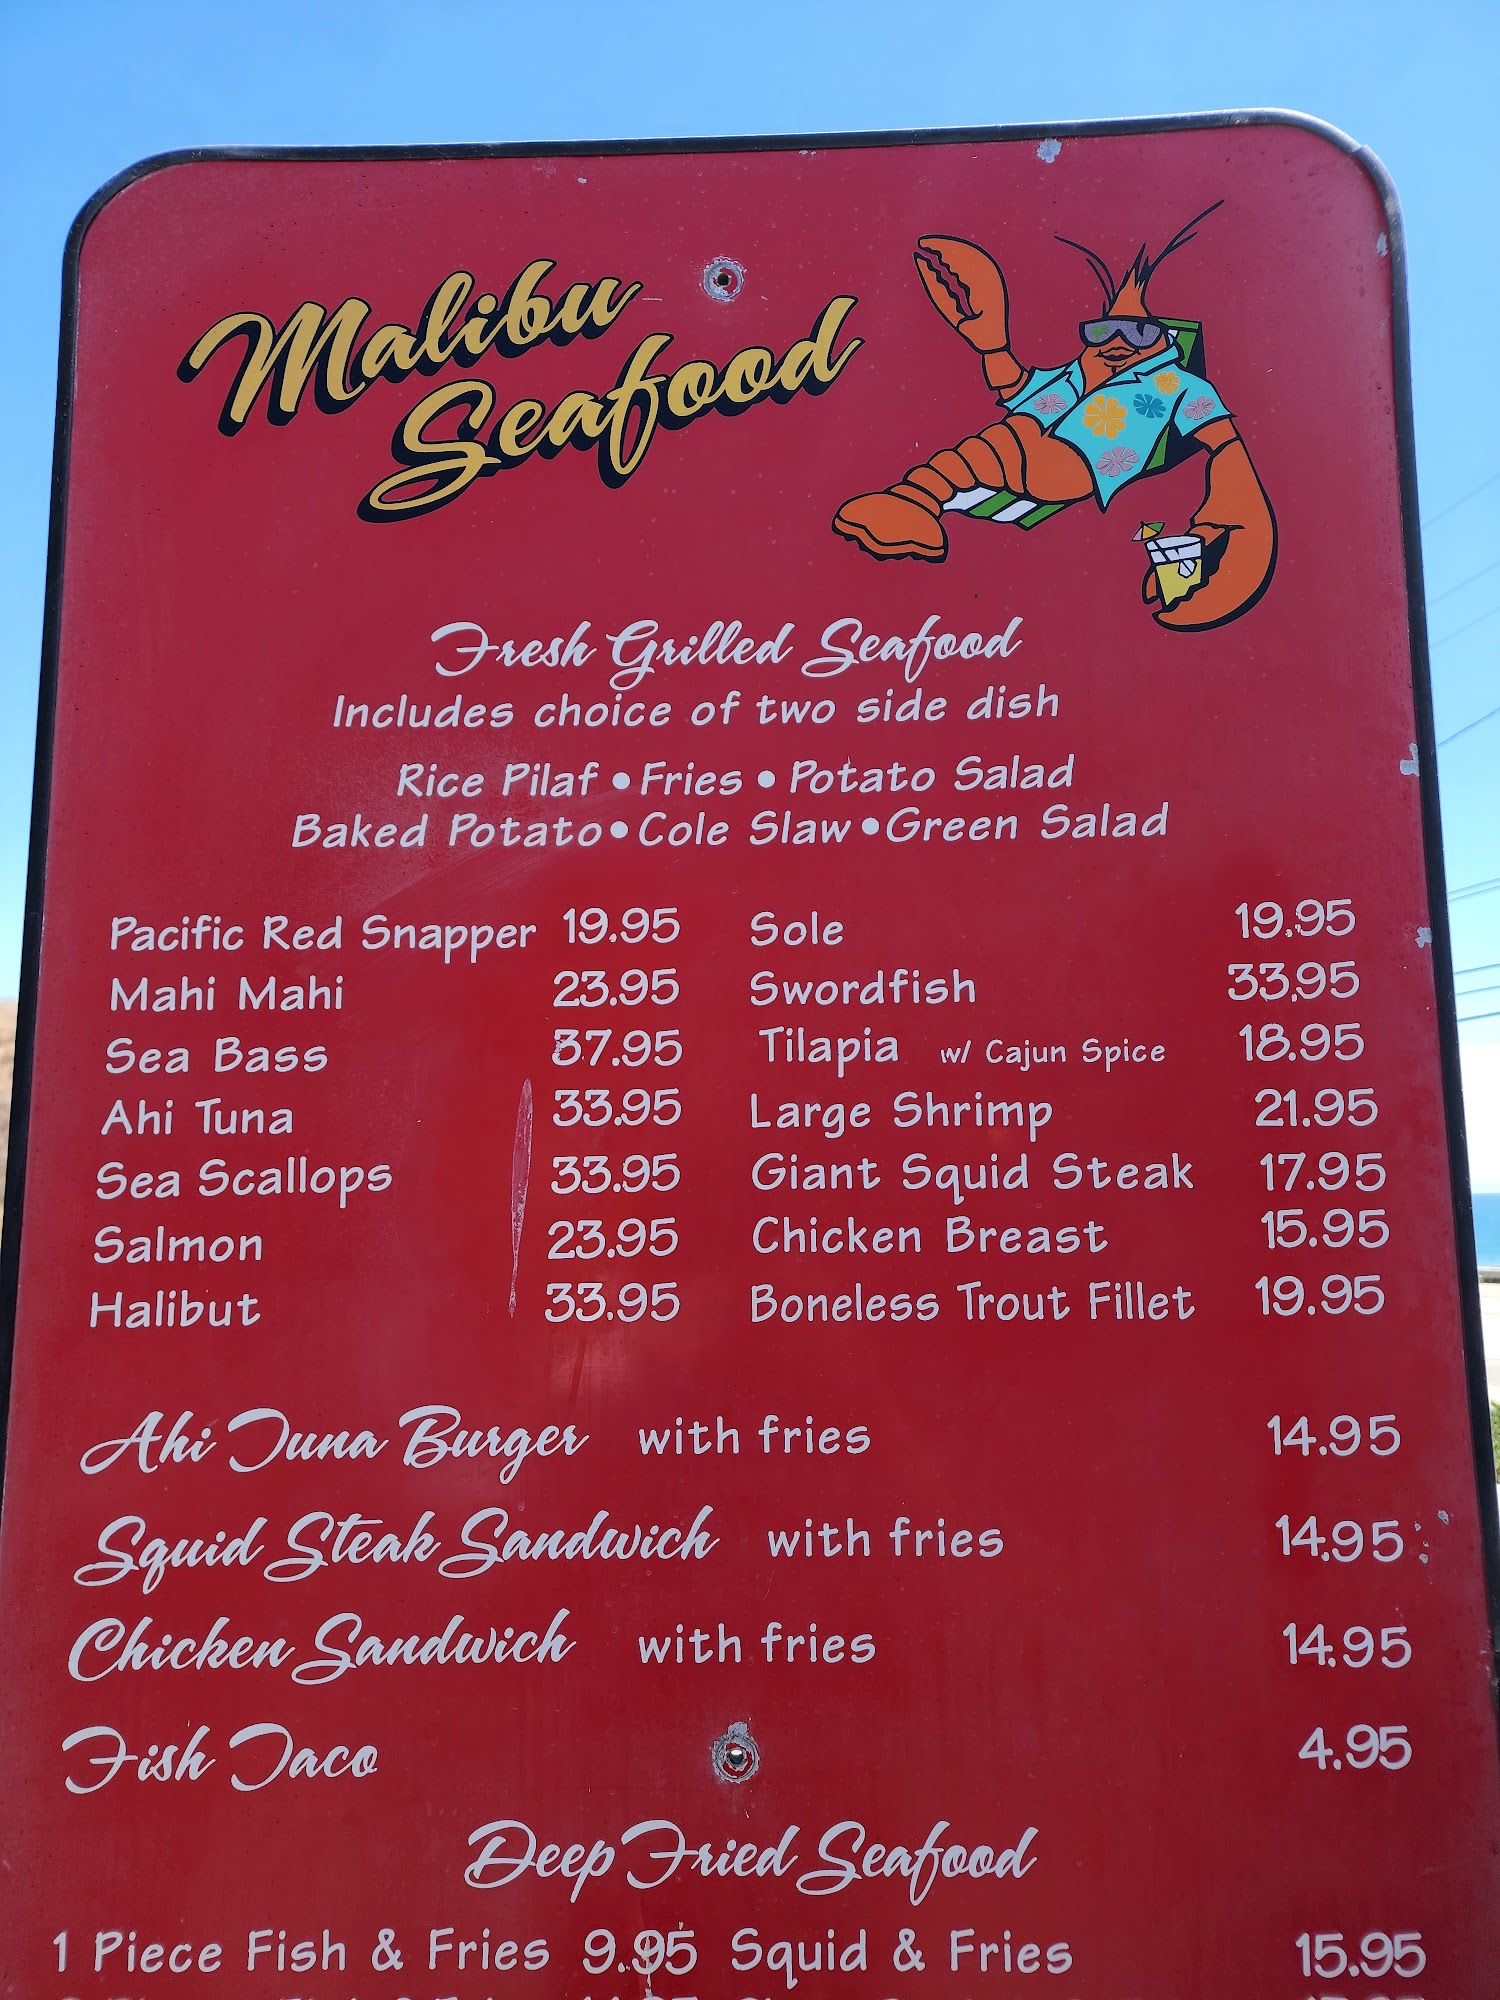 Malibu
Seafood
Fresh Grilled Seafood
Includes choice of two side dish
Rice Pilaf • Fries • Potato Salad
Baked Potato • Cole Slaw • Green Salad
Pacific Red Snapper 19.95 Sole 19.95
Mahi Mahi 23.95 Swordfish 33.95
Sea Bass 37.95 Tilapia w/ Cajun Spice 18.95
Ahi Tuna 33.95 Large Shrimp 21.95
Sea Scallops 33.95 Giant Squid Steak 17.95
Salmon 23.95 Chicken Breast 15.95
Halibut 33.95 Boneless Trout Fillet 19.95
Ahi Tuna Burger with fries 14.95
Squid Steak Sandwich with fries 14.95
Chicken Sandwich with fries 14.95
Fish Taco 4.95
Deep Fried Seafood
1 Piece Fish & Fries 9.95 Squid & Fries 15.95